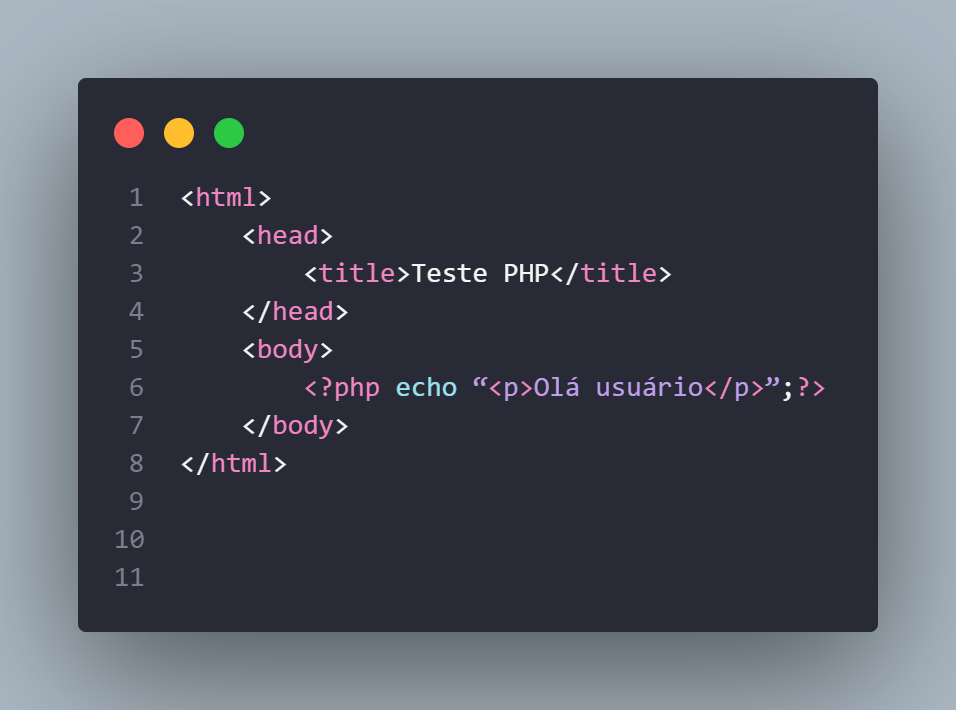 1 <html>
2     <head>
3         <title>Teste PHP</title>
4     </head>
5     <body>
6         <?php echo “<p>Olá usuário</p>”;?>
7     </body>
8 </html>
9
10
11